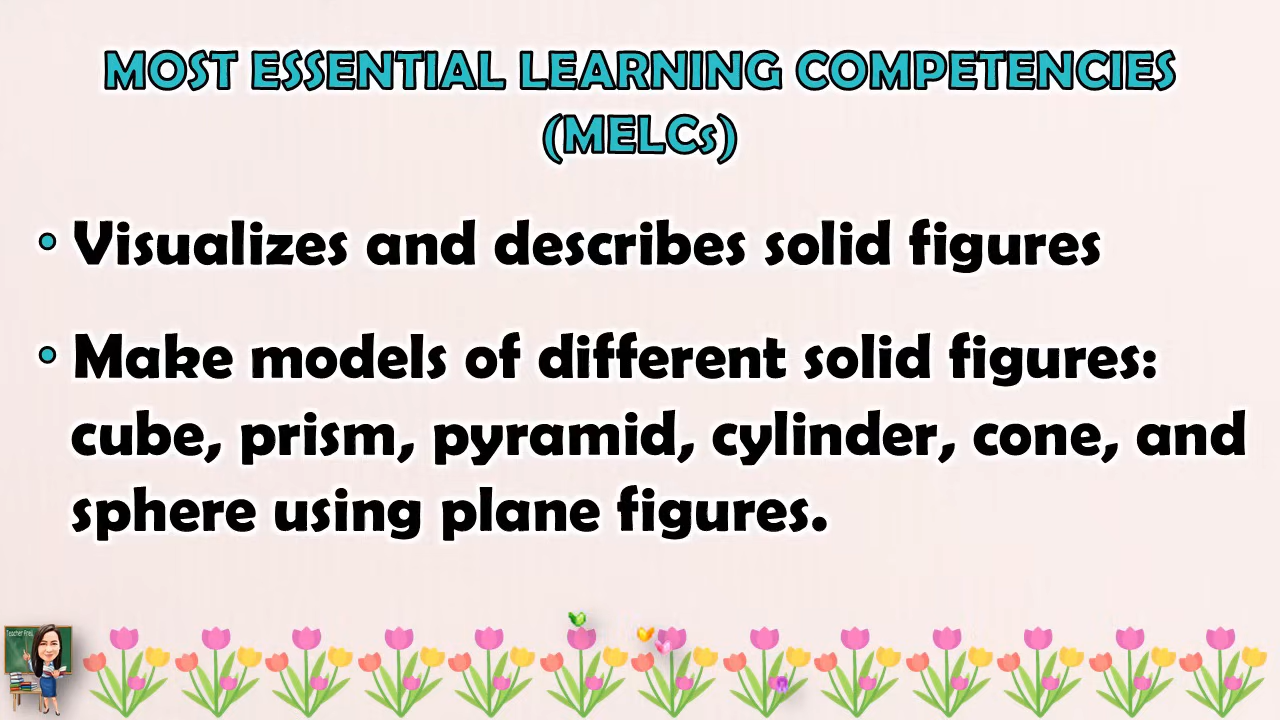 MOST ESSENTIAL LEARNING COMPETENCIES
(MELCs)
• Visualizes and describes solid figures
• Make models of different solid figures:
cube, prism, pyramid, cylinder, cone, and
sphere using plane figures.